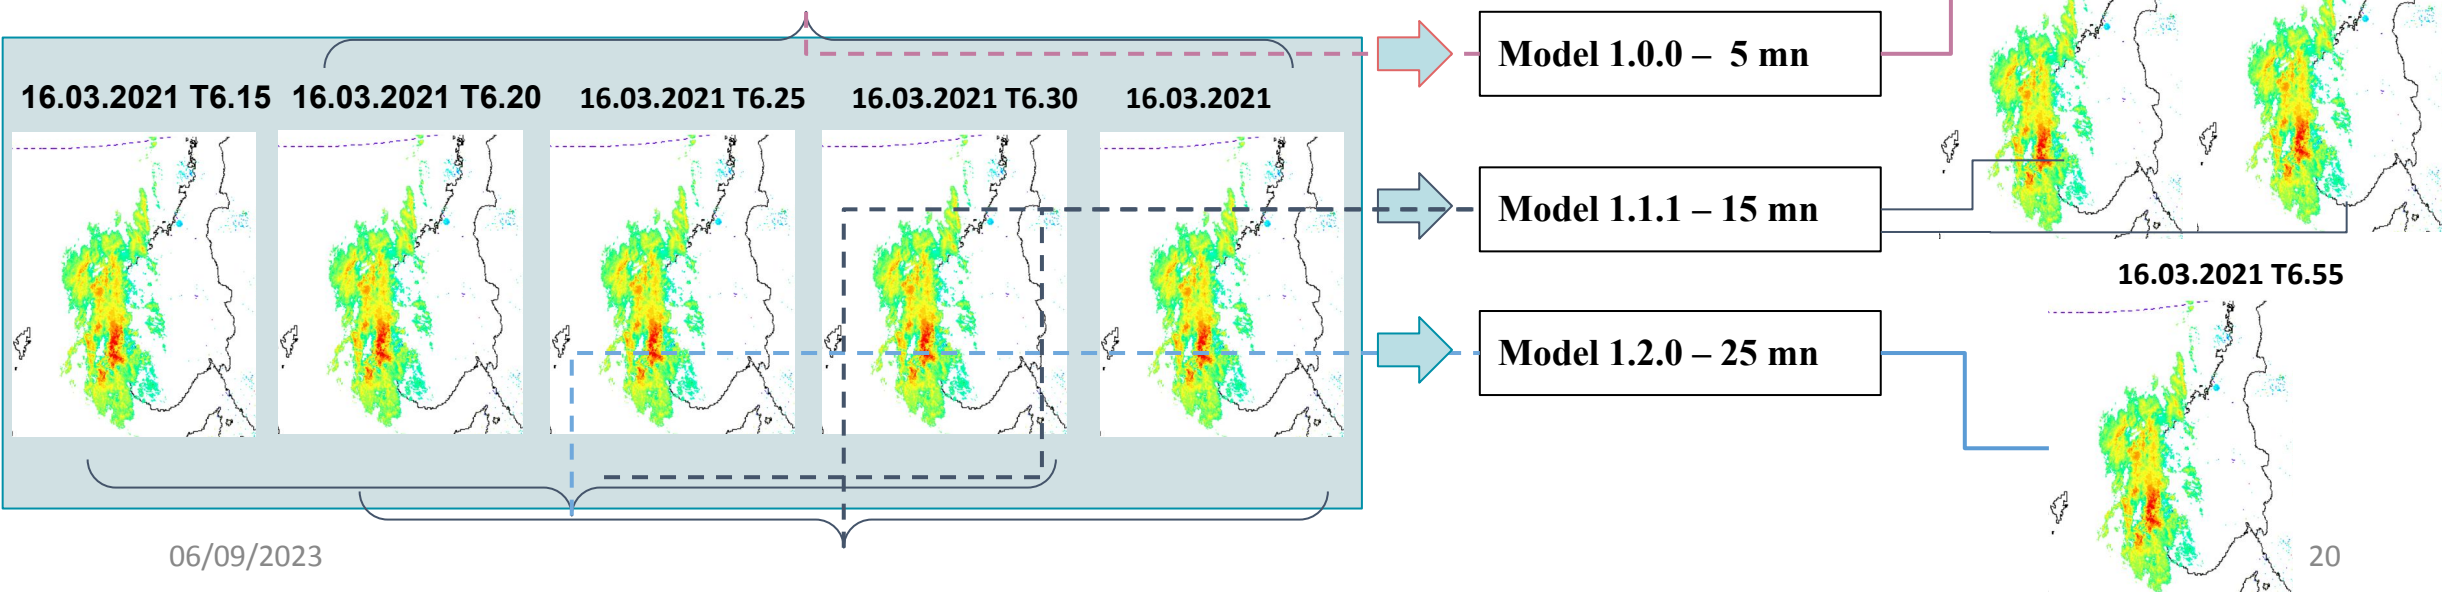 Model 1.0.0 – 5 mn
16.03.2021 T6.15 16.03.2021 T6.20 16.03.2021 T6.25 16.03.2021 T6.30 16.03.2021
Model 1.1.1 – 15 mn
16.03.2021 T6.55
Model 1.2.0 – 25 mn
06/09/2023
20